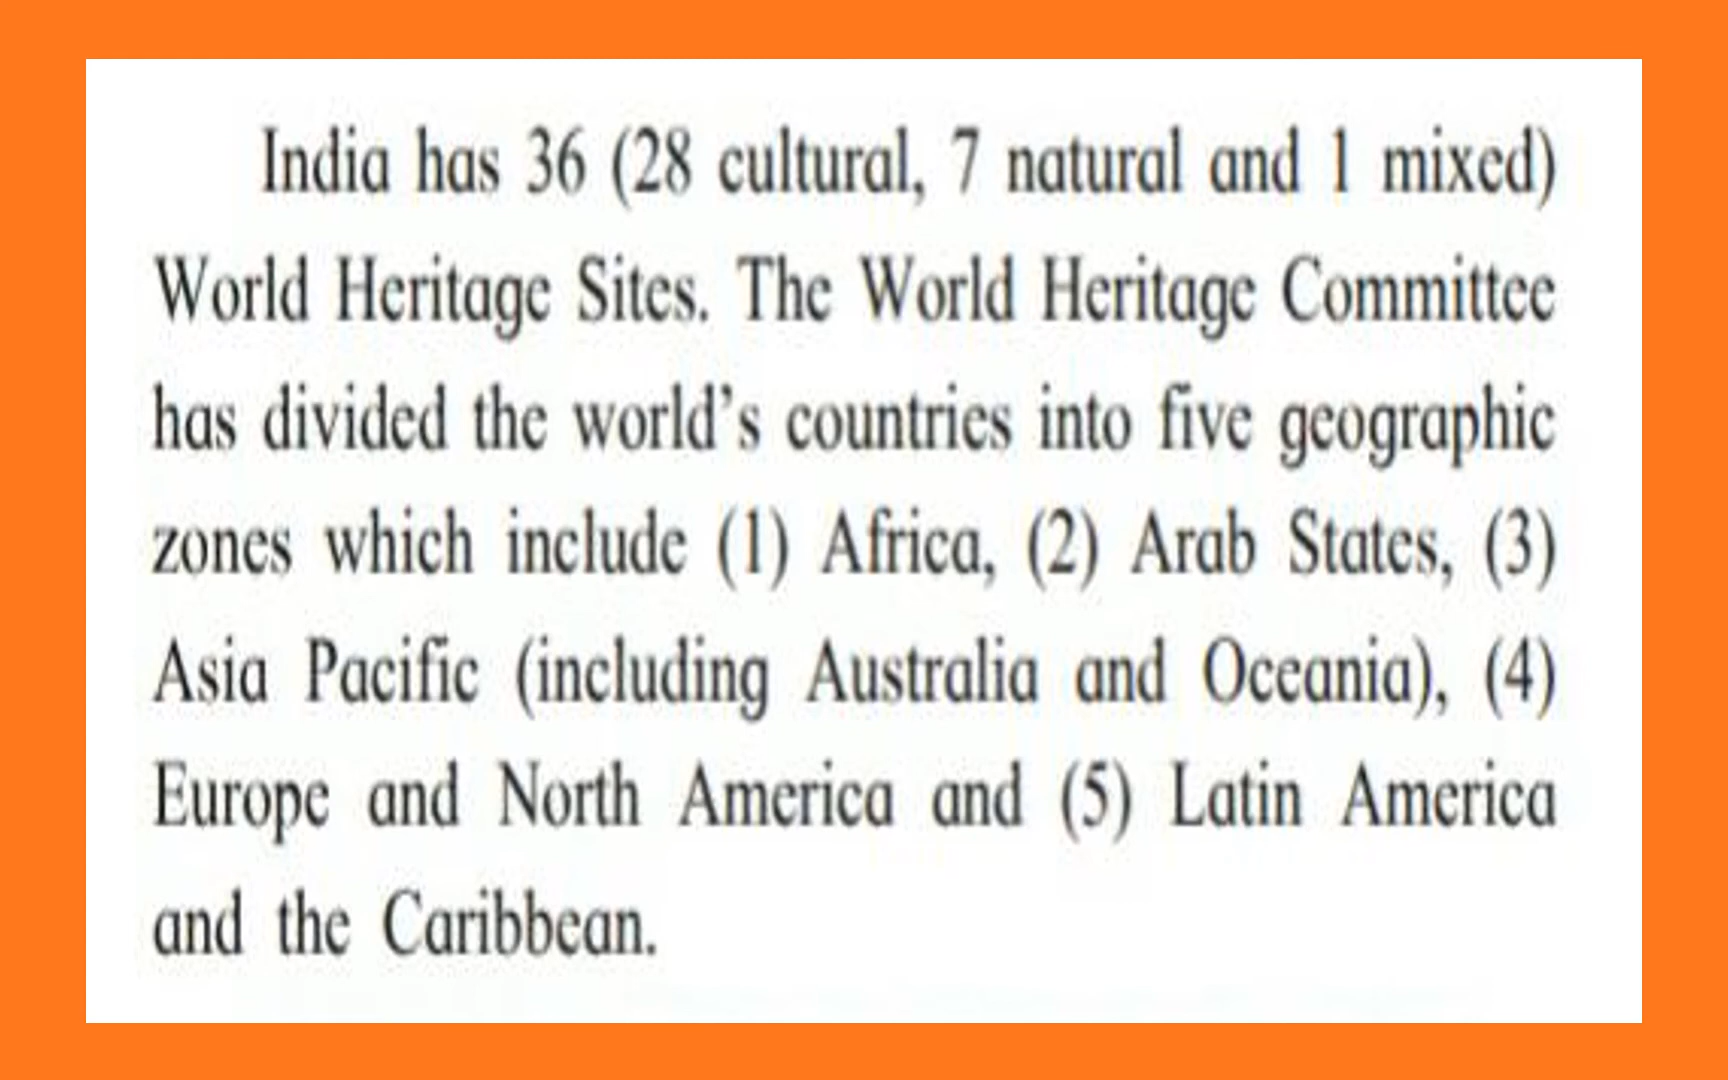 India has 36 (28 cultural, 7 natural and 1 mixed)
World Heritage Sites. The World Heritage Committee
has divided the world's countries into five geographic
zones which include (1) Africa, (2) Arab States, (3)
Asia Pacific (including Australia and Oceania), (4)
Europe and North America and (5) Latin America
and the Caribbean.